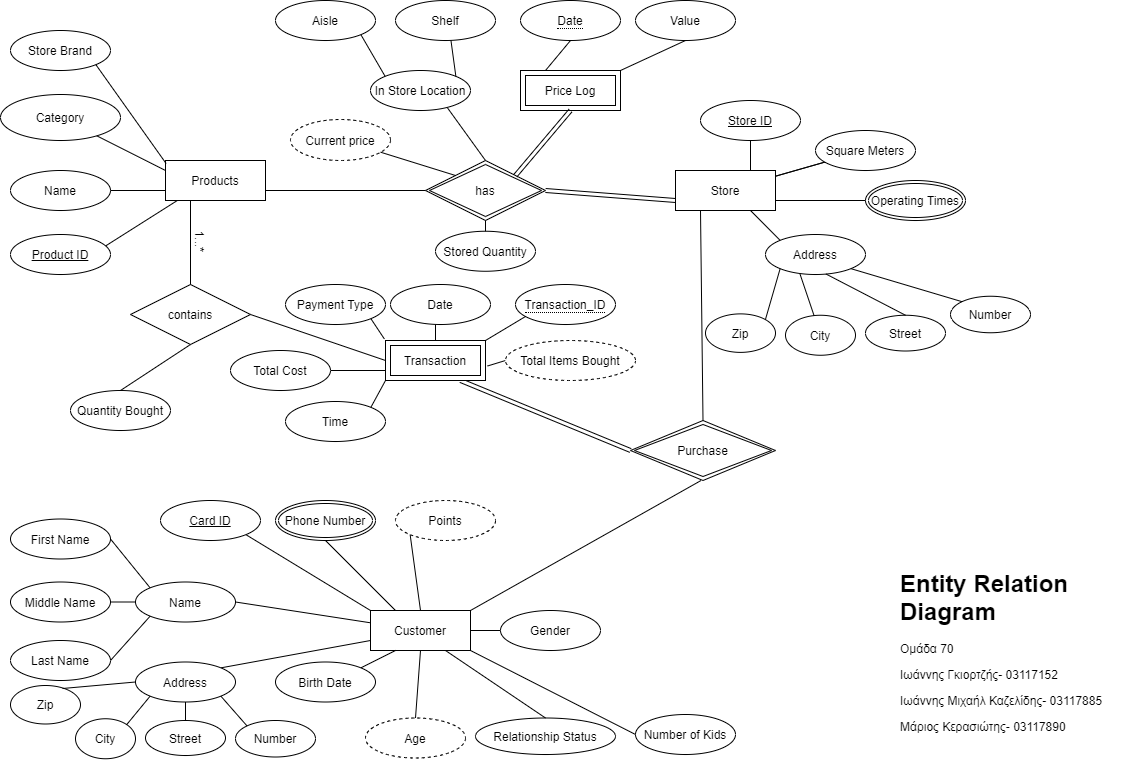 Aisle
Shelf
Date
Value
Store Brand
In Store Location
Price Log
Category
Store ID
Current price
Square Meters
Products
Name
has
Store
Operating Times
1...*
Product ID
Stored Quantity
Address
contains
Payment Type
Date
Transaction_ID
Zip
City
Street
Number
Transaction
Total Items Bought
Total Cost
Quantity Bought
Time
Purchase
Card ID
Phone Number
Points
First Name
Middle Name
Name
Last Name
Customer
Gender
Address
Birth Date
Zip
City
Street
Number
Age
Relationship Status
Number of Kids
Entity Relation
Diagram
Ομάδα 70
Ιωάννης Γκιορτζής- 03117152
Ιωάννης Μιχαήλ Καζελίδης- 03117885
Μάριος Κερασιώτης- 03117890